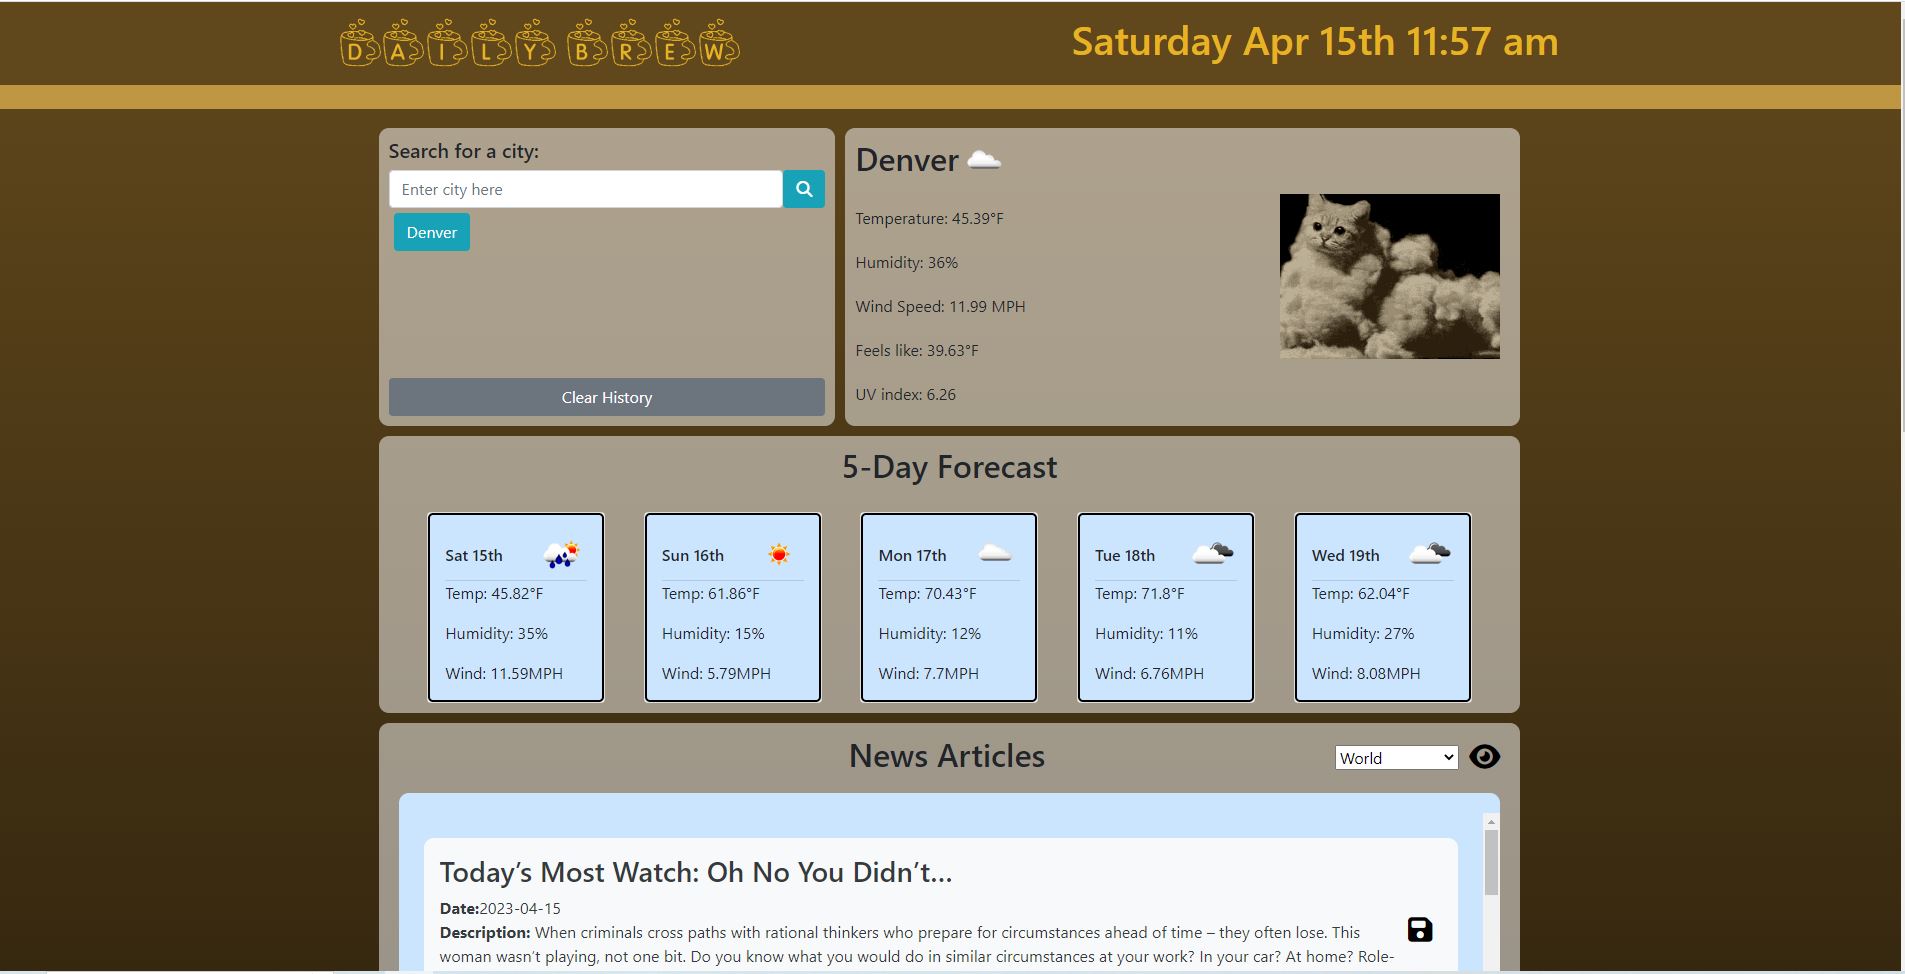 DAILY BREW
Saturday Apr 15th 11:57 am
Search for a city:
Enter city here
Denver
Clear History
Denver
Temperature: 45.39°F
Humidity: 36%
Wind Speed: 11.99 MPH
Feels like: 39.63°F
UV index: 6.26
5-Day Forecast
Sat 15th
Temp: 45.82°F
Humidity: 35%
Wind: 11.59MPH
Sun 16th
Temp: 61.86°F
Humidity: 15%
Wind: 5.79MPH
Mon 17th
Temp: 70.43°F
Humidity: 12%
Wind: 7.7MPH
Tue 18th
Temp: 71.8°F
Humidity: 11%
Wind: 6.76MPH
Wed 19th
Temp: 62.04°F
Humidity: 27%
Wind: 8.08MPH
News Articles
World
Today’s Most Watch: Oh No You Didn’t…
Date:2023-04-15
Description: When criminals cross paths with rational thinkers who prepare for circumstances ahead of time – they often lose. This
woman wasn’t playing, not one bit. Do you know what you would do in similar circumstances at your work? In your car? At home? Role-